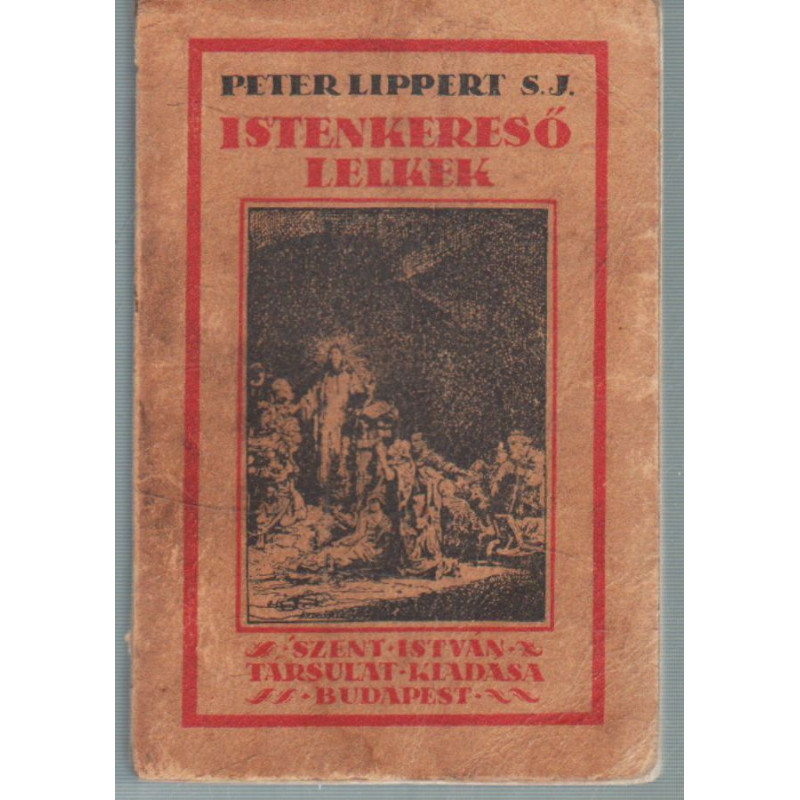 PETER LIPPERT S.J.
ISTENKERESŐ
LELKEK
SZENT·ISTVÁN·
TÁRSULAT·KIADÁSA
·BUDAPEST·